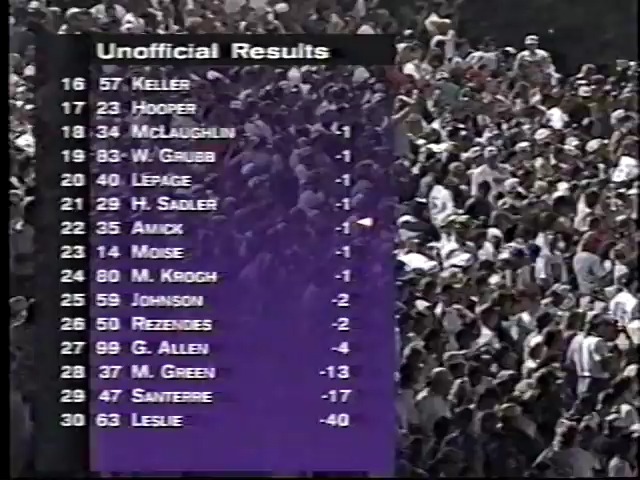 Unofficial Results
16 57 KELLER
17 23 HOOPER
18 34 MCLAUGHLIN -1
19 83 W. GRUBB -1
20 40 LEPAGE -1
21 29 H. SADLER -1
22 35 AMICK -1
23 14 MOISE -1
24 80 M. KROGH -1
25 59 JOHNSON -2
26 50 REZENDES -2
27 99 G. ALLEN -4
28 37 M. GREEN -13
29 47 SANTERRE -17
30 63 LESLIE -40